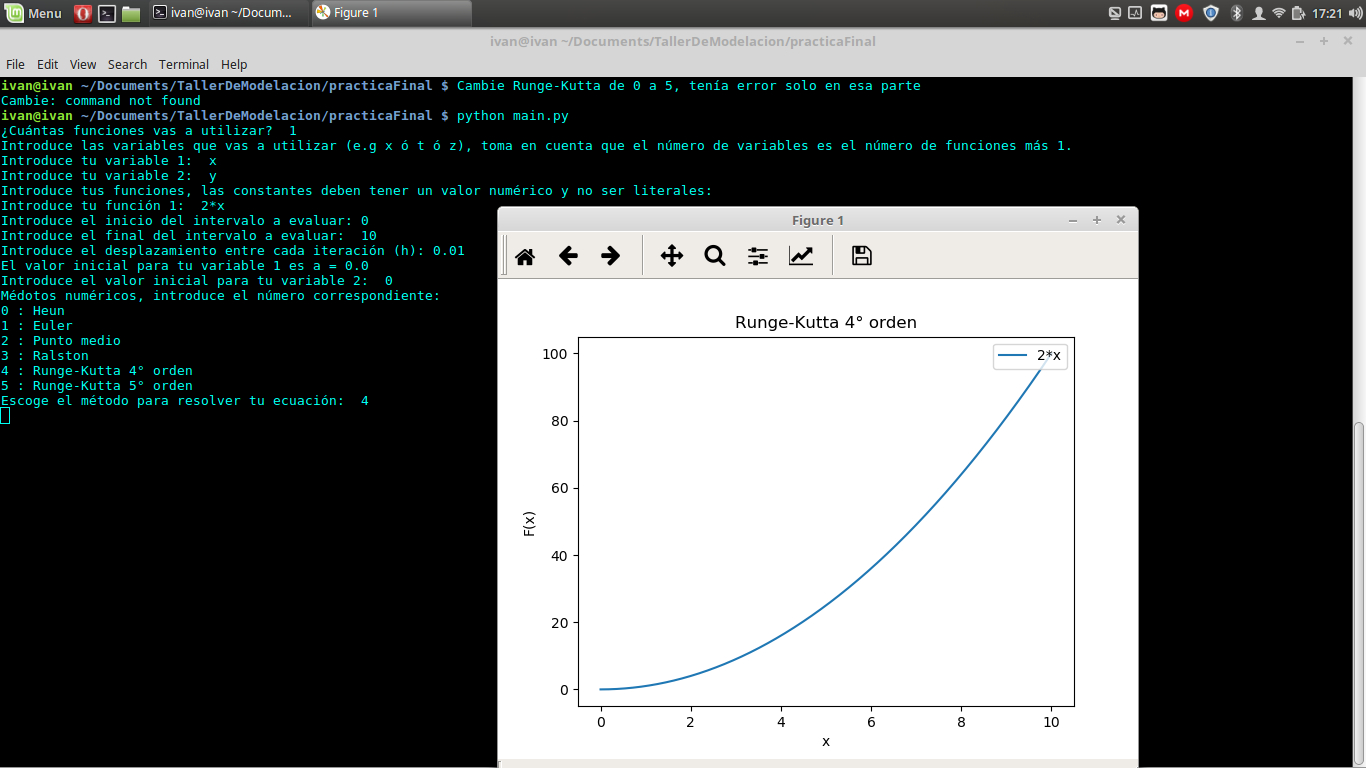 Menu
ivan@ivan ~/Docum...
Figure 1
17:21
ivan@ivan ~/Documents/TallerDeModelacion/practicaFinal
File Edit View Search Terminal Help
ivan@ivan ~/Documents/TallerDeModelacion/practicaFinal $ Cambie Runge-Kutta de 0 a 5, tenía error solo en esa parte
Cambie: command not found
ivan@ivan ~/Documents/TallerDeModelacion/practicaFinal $ python main.py
¿Cuántas funciones vas a utilizar?  1
Introduce las variables que vas a utilizar (e.g x ó t ó z), toma en cuenta que el número de variables es el número de funciones más 1.
Introduce tu variable 1:  x
Introduce tu variable 2:  y
Introduce tus funciones, las constantes deben tener un valor numérico y no ser literales:
Introduce tu función 1:  2*x
Introduce el inicio del intervalo a evaluar: 0
Introduce el final del intervalo a evaluar:  10
Introduce el desplazamiento entre cada iteración (h): 0.01
El valor inicial para tu variable 1 es a = 0.0
Introduce el valor inicial para tu variable 2:  0
Médotos numéricos, introduce el número correspondiente:
0 : Heun
1 : Euler
2 : Punto medio
3 : Ralston
4 : Runge-Kutta 4° orden
5 : Runge-Kutta 5° orden
Escoge el método para resolver tu ecuación:  4
Figure 1
Runge-Kutta 4° orden
2*x
100
80
60
40
20
0
F(x)
0 2 4 6 8 10
x